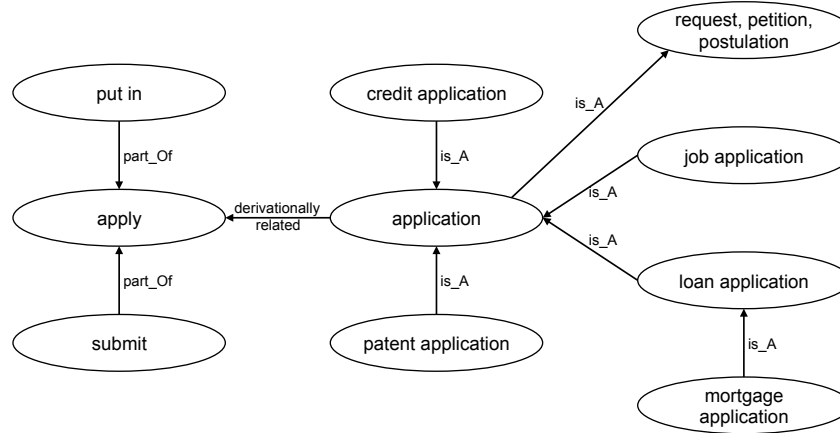 request, petition,
postulation
put in
credit application
is_A
part_Of
is_A
job application
is_A
apply
derivationally
related
application
is_A
part_Of
is_A
loan application
submit
patent application
is_A
mortgage
application